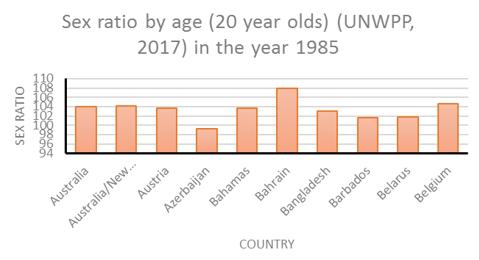 Sex ratio by age (20 year olds) (UNWPP,
2017) in the year 1985
SEX RATIO
110
108
106
104
102
100
98
96
94
Australia
Australia/New...
Austria
Azerbaijan
Bahamas
Bahrain
Bangladesh
Barbados
Belarus
Belgium
COUNTRY